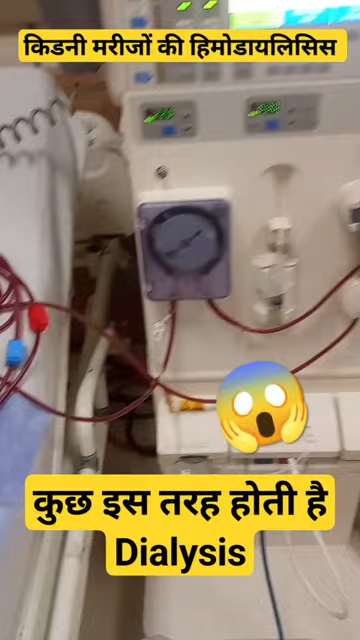 किडनी मरीजों की हिमोडायलिसिस
कुछ इस तरह होती है
Dialysis